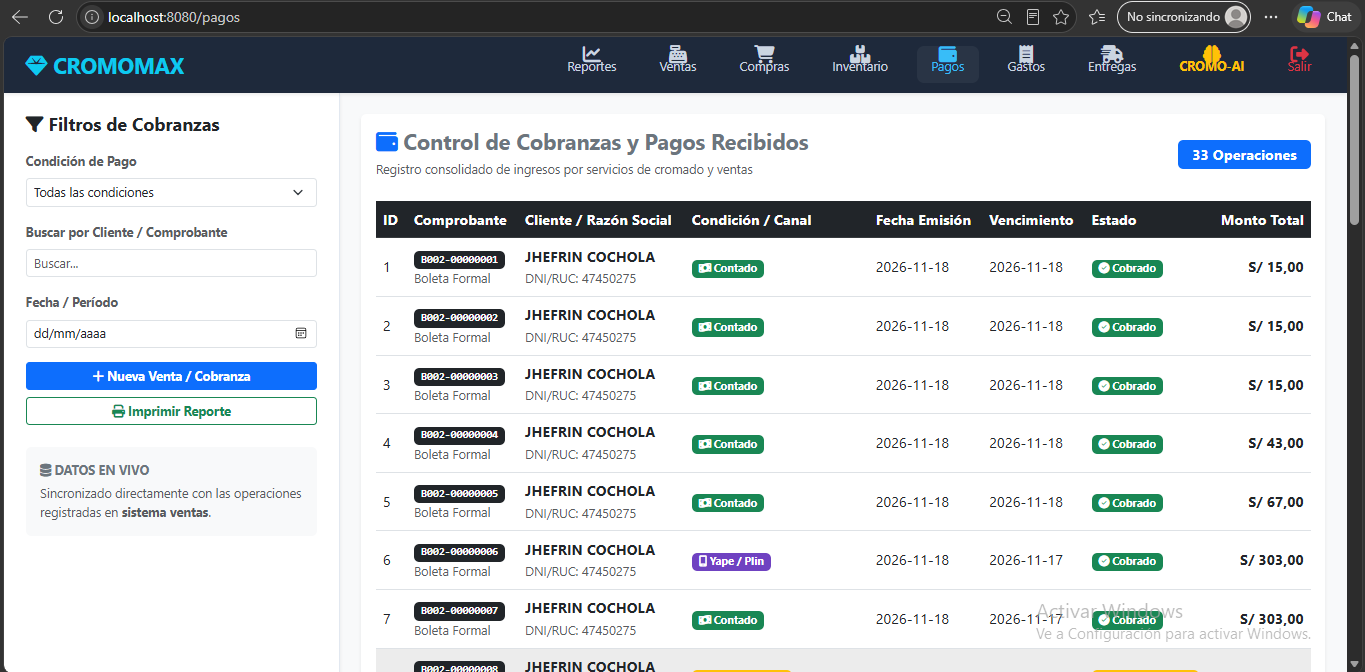 localhost:8080/pagos
No sincronizando
Chat
CROMOMAX
Reportes
Ventas
Compras
Inventario
Pagos
Gastos
Entregas
CROMO-AI
Salir
Filtros de Cobranzas
Condición de Pago
Todas las condiciones
Buscar por Cliente / Comprobante
Buscar...
Fecha / Período
dd/mm/aaaa
+ Nueva Venta / Cobranza
Imprimir Reporte
DATOS EN VIVO
Sincronizado directamente con las operaciones
registradas en sistema ventas.
Control de Cobranzas y Pagos Recibidos
Registro consolidado de ingresos por servicios de cromado y ventas
33 Operaciones
ID Comprobante Cliente / Razón Social Condición / Canal Fecha Emisión Vencimiento Estado Monto Total
B002-00000001 JHEFRIN COCHOLA
1 Contado 2026-11-18 2026-11-18 Cobrado S/ 15,00
Boleta Formal DNI/RUC: 47450275
B002-00000002 JHEFRIN COCHOLA
2 Contado 2026-11-18 2026-11-18 Cobrado S/ 15,00
Boleta Formal DNI/RUC: 47450275
B002-00000003 JHEFRIN COCHOLA
3 Contado 2026-11-18 2026-11-18 Cobrado S/ 15,00
Boleta Formal DNI/RUC: 47450275
B002-00000004 JHEFRIN COCHOLA
4 Contado 2026-11-18 2026-11-18 Cobrado S/ 43,00
Boleta Formal DNI/RUC: 47450275
B002-00000005 JHEFRIN COCHOLA
5 Contado 2026-11-18 2026-11-18 Cobrado S/ 67,00
Boleta Formal DNI/RUC: 47450275
B002-00000006 JHEFRIN COCHOLA
6 Yape / Plin 2026-11-18 2026-11-17 Cobrado S/ 303,00
Boleta Formal DNI/RUC: 47450275
B002-00000007 JHEFRIN COCHOLA
7 Contado 2026-11-18 2026-11-17 Cobrado S/ 303,00
Boleta Formal DNI/RUC: 47450275
B002-00000008 JHEFRIN COCHOLA
Activar Windows
Ve a Configuración para activar Windows.